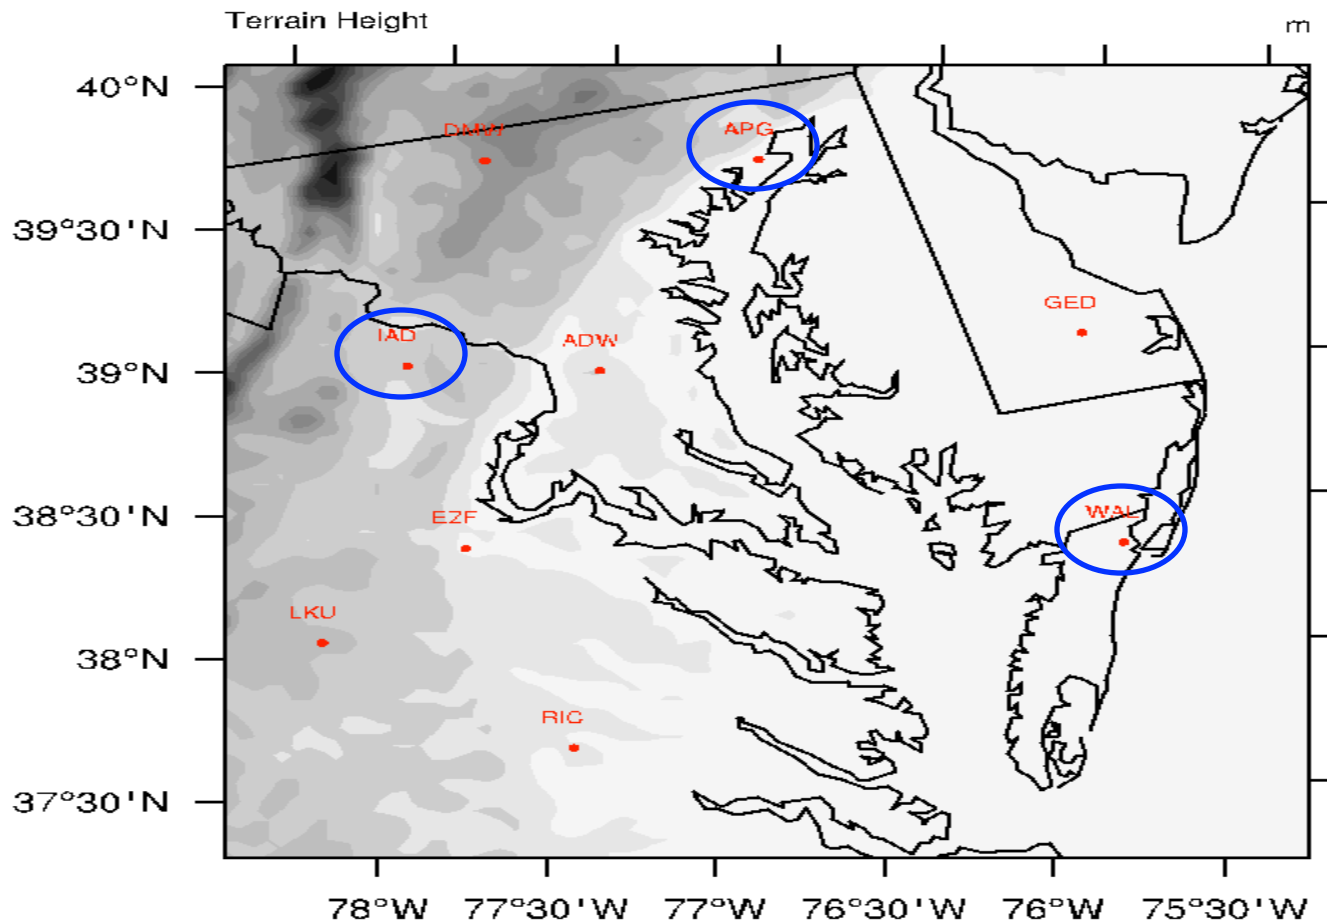 Terrain Height
m
40°N
DMW
APG
39°30'N
GED
IAD
ADW
39°N
38°30'N
EZF
WAL
LKU
38°N
RIC
37°30'N
78°W
77°30'W
77°W
76°30'W
76°W
75°30'W